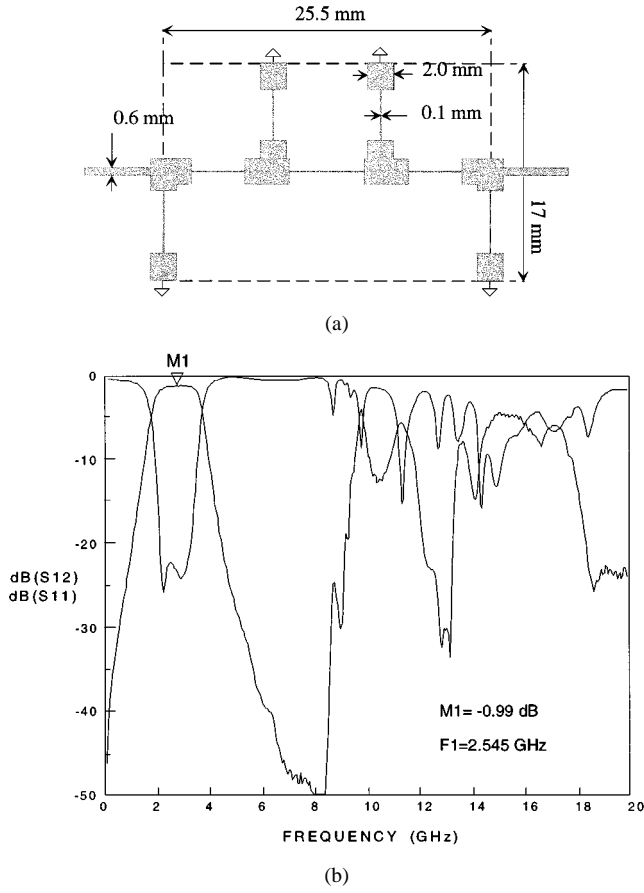 25.5 mm
2.0 mm
0.6 mm
0.1 mm
17 mm
(a)
M1
0
-10
-20
dB(S12)
dB(S11)
-30
-40
-50
M1= -0.99 dB
F1=2.545 GHz
0 2 4 6 8 10 12 14 16 18 20
FREQUENCY (GHz)
(b)